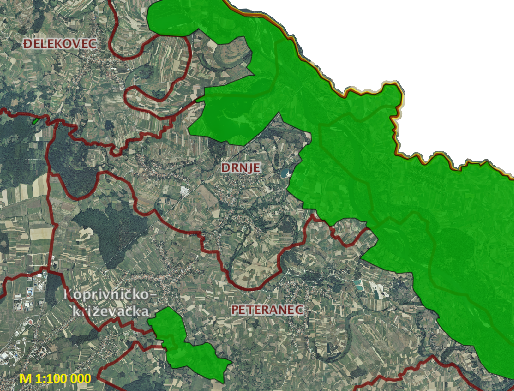 ĐELEKOVEC
DRNJE
Koprivničko-
križevačka
PETERANEC
M 1:100 000